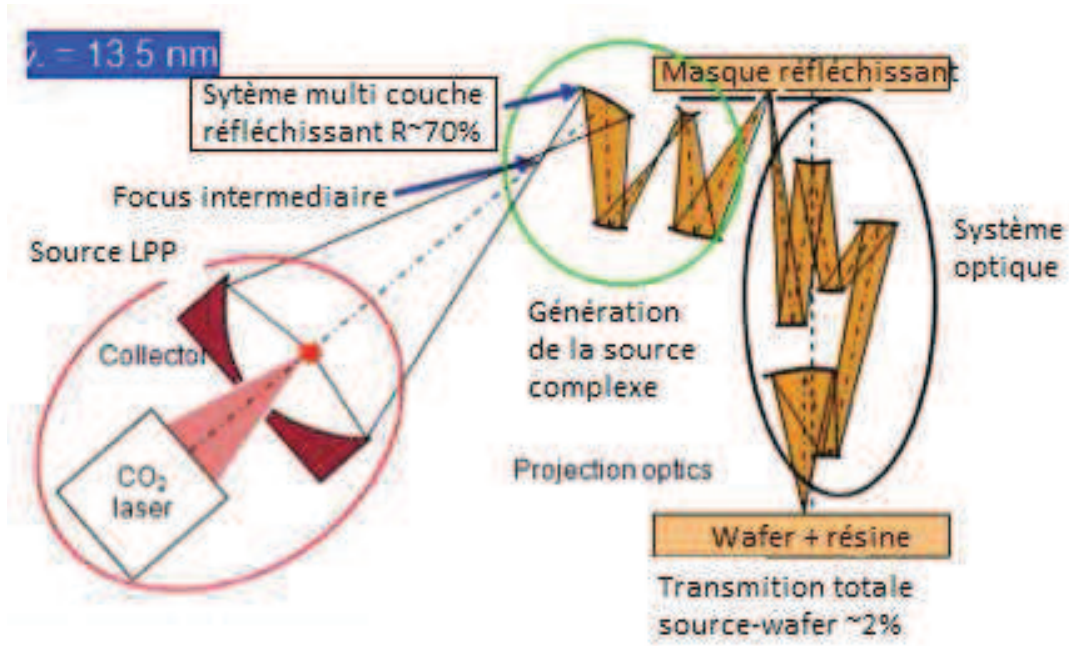 λ = 13.5 nm
Sytème multi couche
réfléchissant R~70%
Masque réfléchissant
Focus intermediaire
Source LPP
Système
optique
Collector
Génération
de la source
complexe
CO₂
laser
Projection optics
Wafer + résine
Transmition totale
source-wafer ~2%